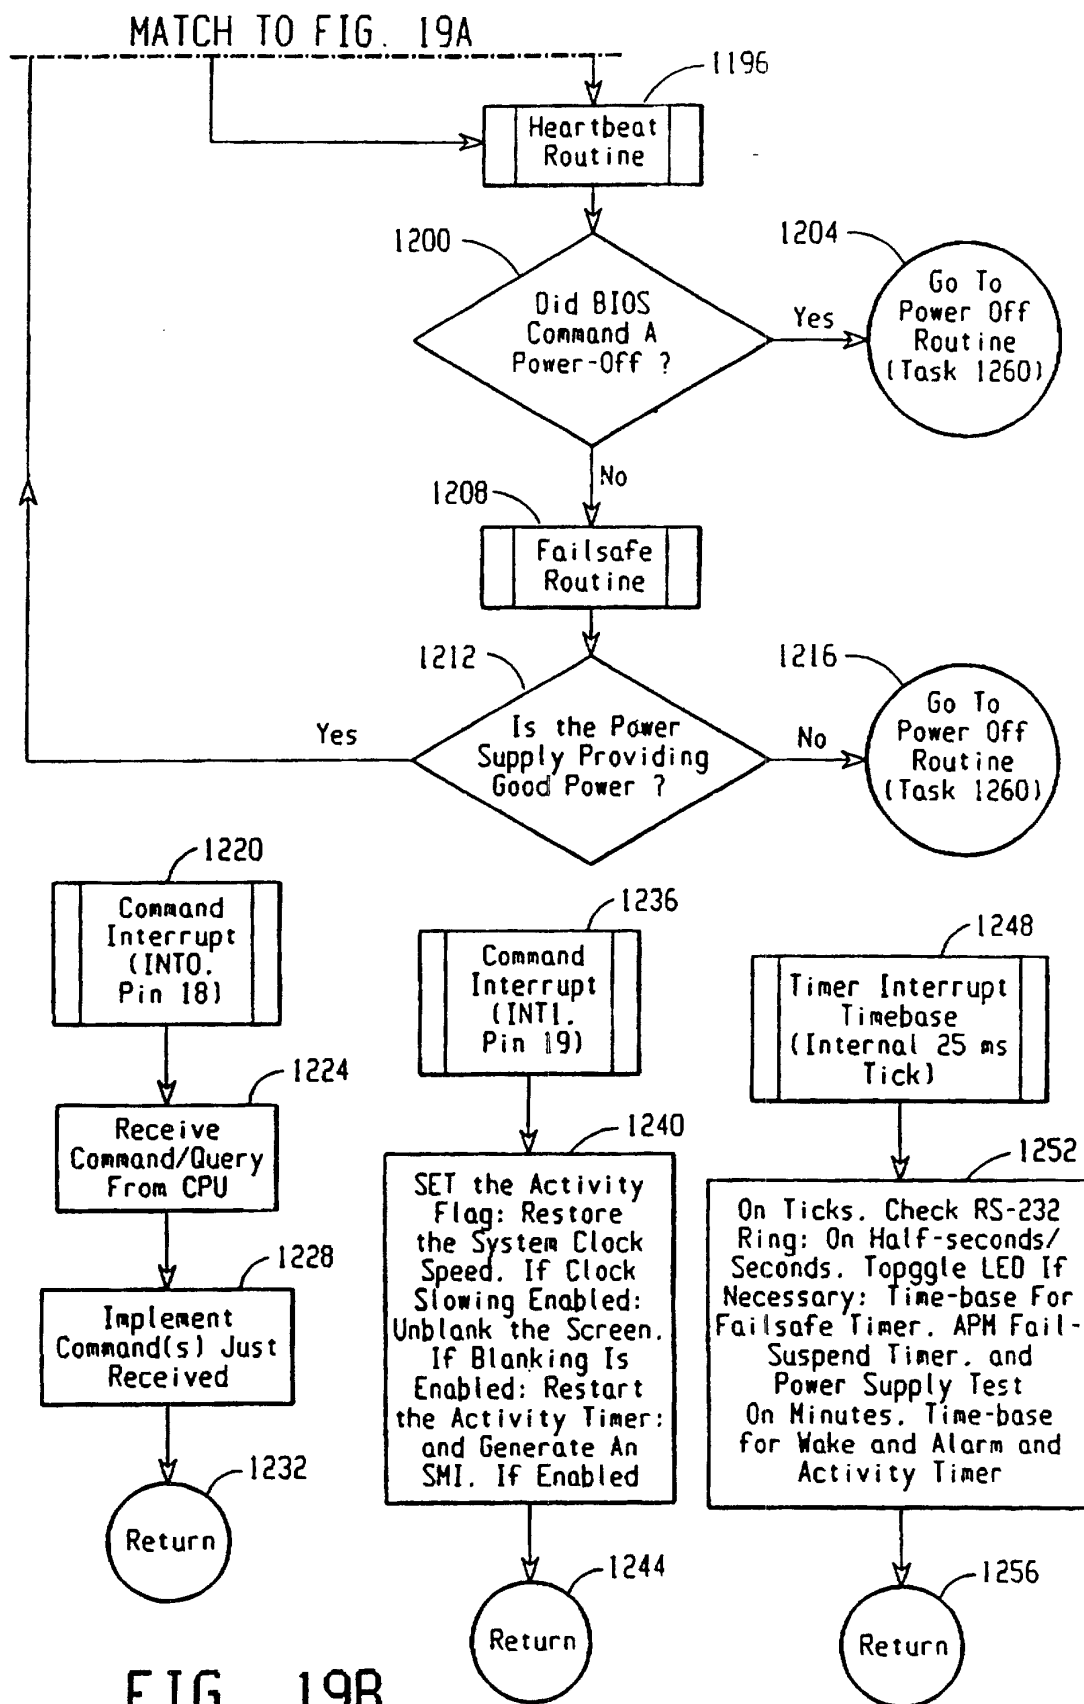 MATCH TO FIG. 19A
1196
Heartbeat
Routine
1200
Did BIOS
Command A
Power-Off ?
Yes
1204
Go To
Power Off
Routine
(Task 1260)
No
1208
Failsafe
Routine
1212
Is the Power
Supply Providing
Good Power ?
Yes
No
1216
Go To
Power Off
Routine
(Task 1260)
1220
Command
Interrupt
(INT0.
Pin 18)
1224
Receive
Command/Query
From CPU
1228
Implement
Command(s) Just
Received
1232
Return
1236
Command
Interrupt
(INT1.
Pin 19)
1240
SET the Activity
Flag: Restore
the System Clock
Speed. If Clock
Slowing Enabled:
Unblank the Screen.
If Blanking Is
Enabled: Restart
the Activity Timer:
and Generate An
SMI. If Enabled
1244
Return
1248
Timer Interrupt
Timebase
(Internal 25 ms
Tick)
1252
On Ticks. Check RS-232
Ring: On Half-seconds/
Seconds. Topggle LED If
Necessary: Time-base For
Failsafe Timer. APM Fail-
Suspend Timer. and
Power Supply Test
On Minutes. Time-base
for Wake and Alarm and
Activity Timer
1256
Return
FIG. 19B